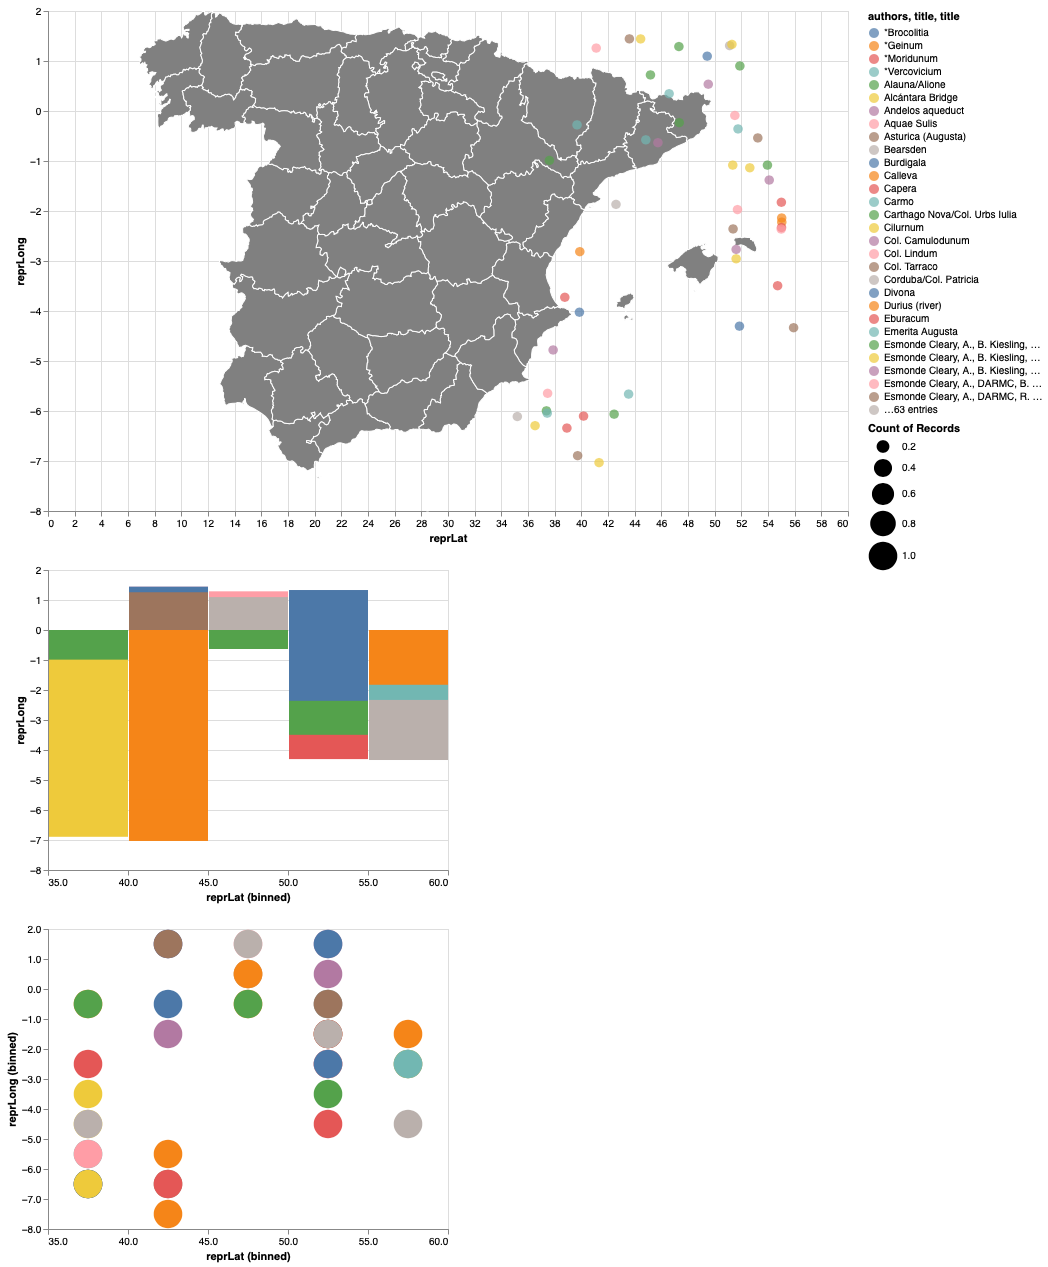 authors, title, title
*Brocolitia
*Geinum
*Moridunum
*Vercovicium
Alauna/Alione
Alcántara Bridge
Andelos aqueduct
Aquae Sulis
Asturica (Augusta)
Bearsden
Burdigala
Calleva
Capera
Carmo
Carthago Nova/Col. Urbs Iulia
Cilurnum
Col. Camulodunum
Col. Lindum
Col. Tarraco
Corduba/Col. Patricia
Divona
Durius (river)
Eburacum
Emerita Augusta
Esmonde Cleary, A., B. Kiesling, ...
Esmonde Cleary, A., B. Kiesling, ...
Esmonde Cleary, A., B. Kiesling, ...
Esmonde Cleary, A., DARMC, B. ...
Esmonde Cleary, A., DARMC, R. ...
...63 entries
Count of Records
0.2
0.4
0.6
0.8
1.0
2
1
0
−1
−2
−3
−4
−5
−6
−7
−8
reprLong
0 2 4 6 8 10 12 14 16 18 20 22 24 26 28 30 32 34 36 38 40 42 44 46 48 50 52 54 56 58 60
reprLat
2
1
0
−1
−2
−3
−4
−5
−6
−7
−8
reprLong
35.0 40.0 45.0 50.0 55.0 60.0
reprLat (binned)
2.0
1.0
0.0
−1.0
−2.0
−3.0
−4.0
−5.0
−6.0
−7.0
−8.0
reprLong (binned)
35.0 40.0 45.0 50.0 55.0 60.0
reprLat (binned)